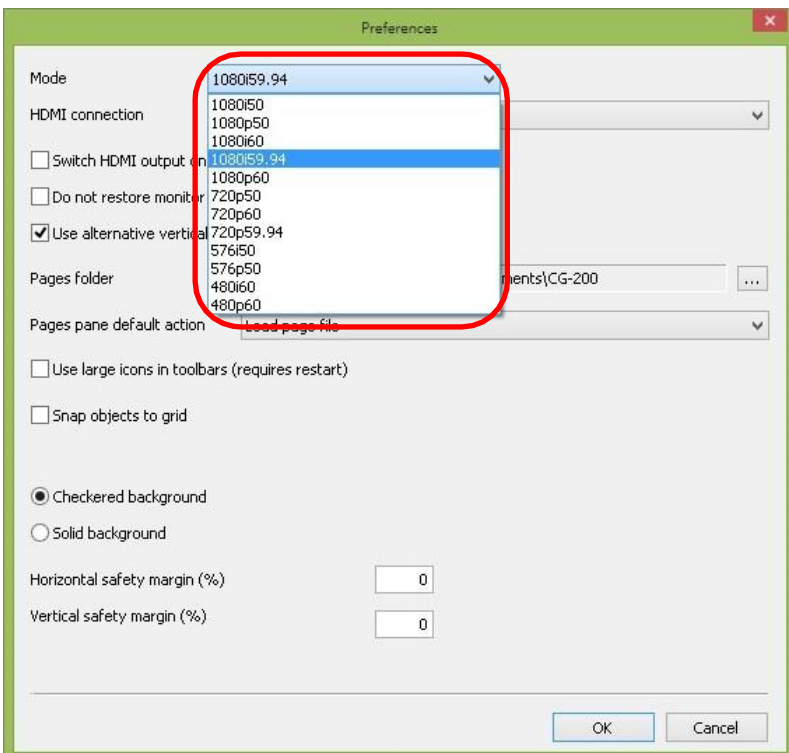 Preferences
Mode
1080i59.94
HDMI connection
1080i50
1080p50
1080i60
Switch HDMI output on
1080i59.94
1080p60
Do not restore monitor
720p50
720p60
Use alternative vertical
720p59.94
576i50
576p50
480i60
480p60
Pages folder
ments\CG-200
...
Pages pane default action
Load page file
Use large icons in toolbars (requires restart)
Snap objects to grid
Checkered background
Solid background
Horizontal safety margin (%)
0
Vertical safety margin (%)
0
OK
Cancel